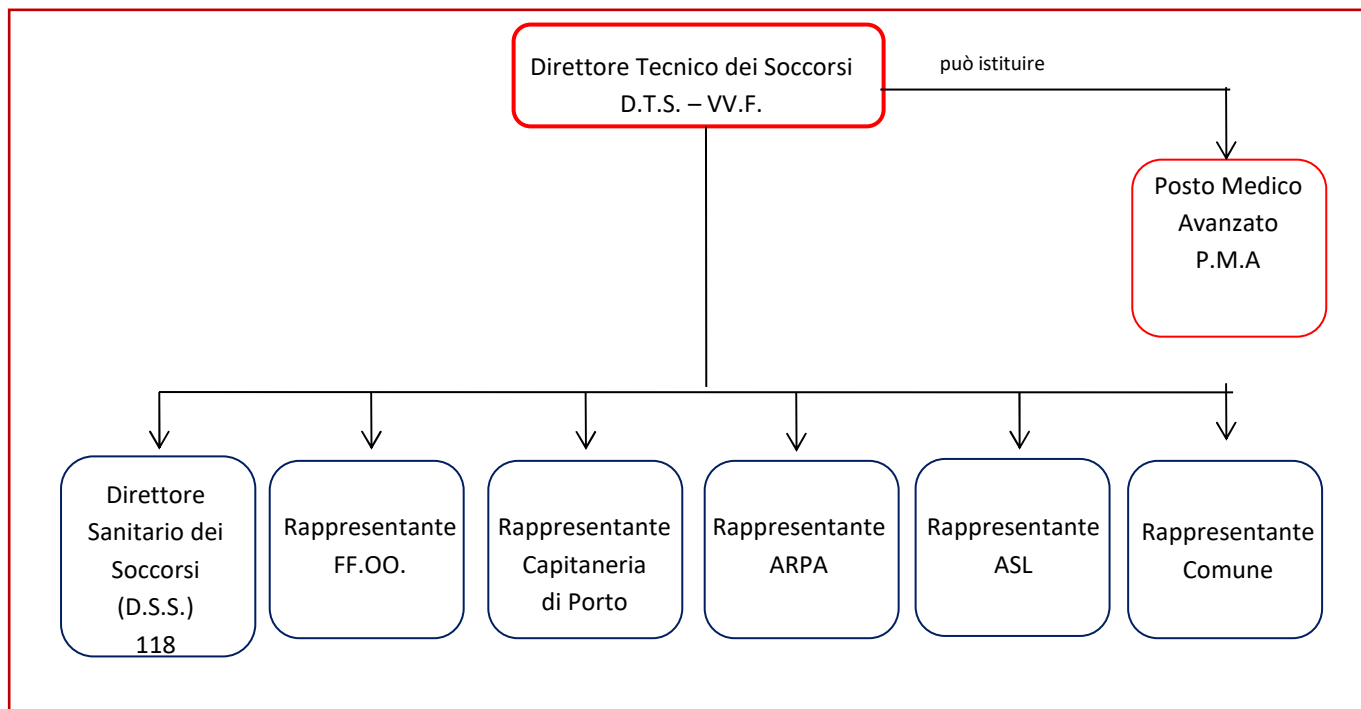 Direttore Tecnico dei Soccorsi
D.T.S. – VV.F.
può istituire
Posto Medico
Avanzato
P.M.A
Direttore
Sanitario dei
Soccorsi
(D.S.S.)
118
Rappresentante
FF.OO.
Rappresentante
Capitaneria
di Porto
Rappresentante
ARPA
Rappresentante
ASL
Rappresentante
Comune